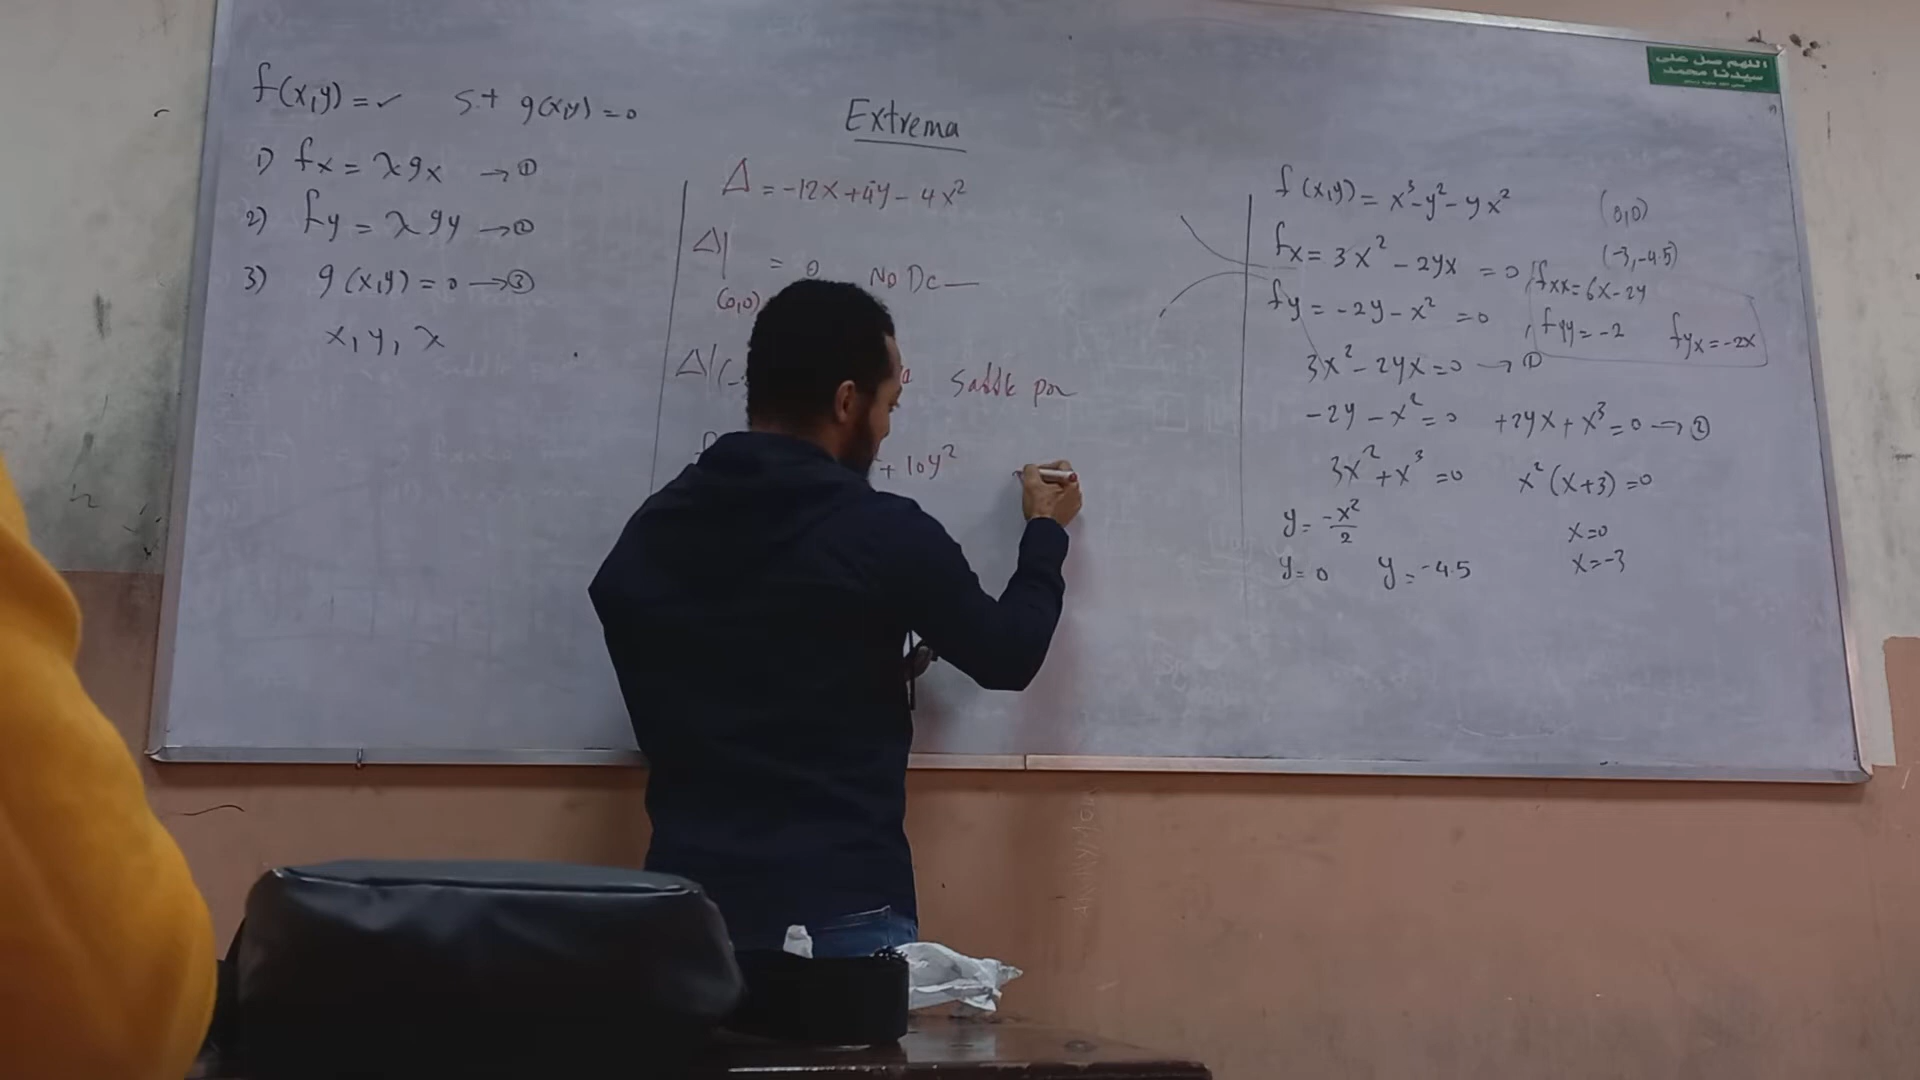 f(x,y) = ✓ s.t g(x,y) = 0
1) fx = λgx → ①
2) fy = λgy → ②
3) g(x,y) = 0 → ③
x, y, λ
Extrema
Δ = -12x + 4y - 4x²
Δ|(0,0) = 0 No Dc
Δ|(-3
Saddle poi
+ 10y²
f(x,y) = x³ - y² - yx² (0,0)
(-3,-4.5)
fx = 3x² - 2yx = 0, fxx = 6x - 2y
fy = -2y - x² = 0, fyy = -2 fyx = -2x
3x² - 2yx = 0 → ①
-2y - x² = 0 +2yx + x³ = 0 → ②
3x² + x³ = 0 x²(x+3) = 0
y = -x²/2 x=0
y = 0 y = -4.5 x=-3
اللهم صل على
سيدنا محمد